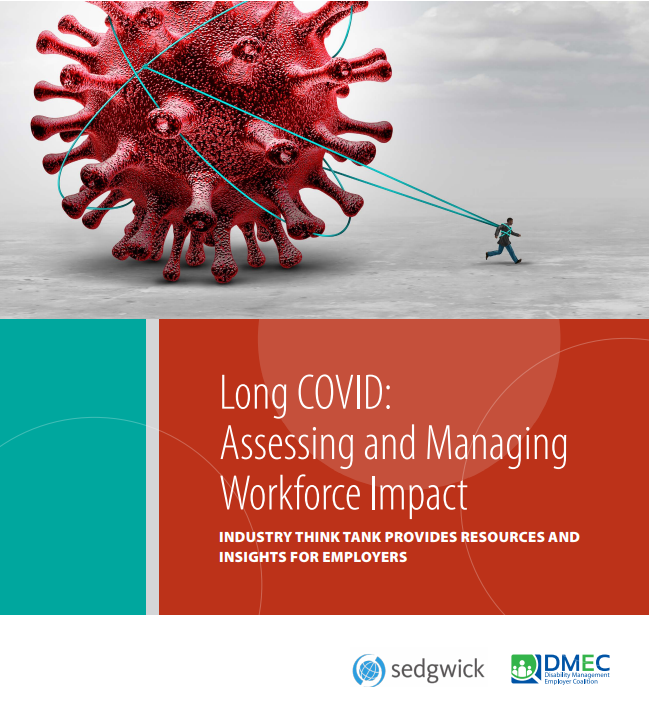 Long COVID:
Assessing and Managing
Workforce Impact
INDUSTRY THINK TANK PROVIDES RESOURCES AND
INSIGHTS FOR EMPLOYERS
sedgwick
DMEC
Disability Management
Employer Coalition